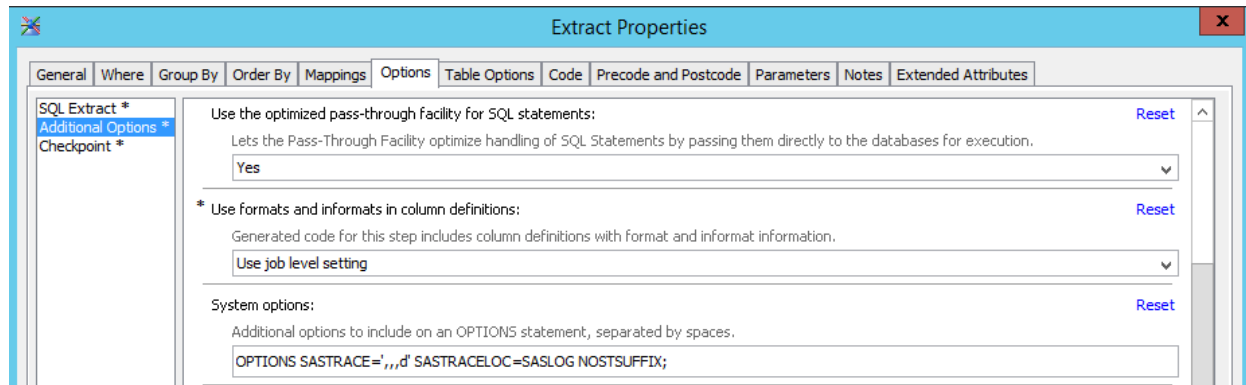 Extract Properties
x
General Where Group By Order By Mappings Options Table Options Code Precode and Postcode Parameters Notes Extended Attributes
SQL Extract *
Additional Options *
Checkpoint *
Use the optimized pass-through facility for SQL statements:
Reset
Lets the Pass-Through Facility optimize handling of SQL Statements by passing them directly to the databases for execution.
Yes
* Use formats and informats in column definitions:
Reset
Generated code for this step includes column definitions with format and informat information.
Use job level setting
System options:
Reset
Additional options to include on an OPTIONS statement, separated by spaces.
OPTIONS SASTRACE=',,,d' SASTRACELOC=SASLOG NOSTSUFFIX;